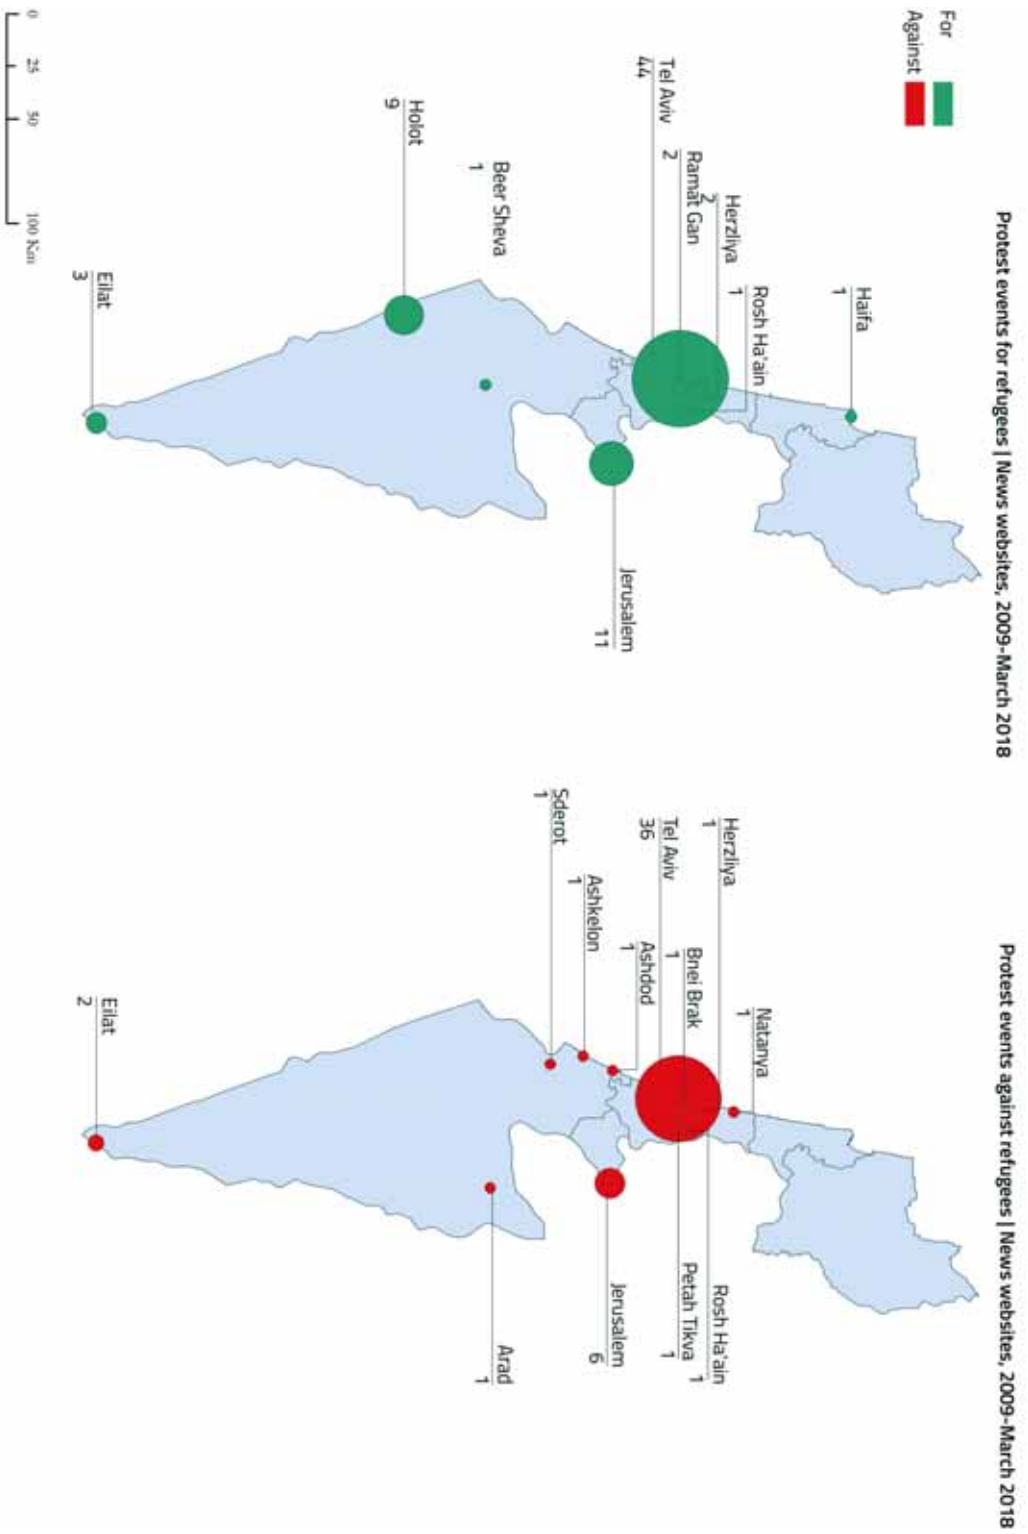 Protest events for refugees | News websites, 2009-March 2018
For
Against
Haifa
1
Rosh Ha'ain
1
Herzliya
2
Ramat Gan
2
Tel Aviv
44
Jerusalem
11
Beer Sheva
1
Holot
9
Eilat
3
0 25 50 100 Km
Protest events against refugees | News websites, 2009-March 2018
Natanya
1
Herzliya
1
Bnei Brak
1
Tel Aviv
36
Ashdod
1
Ashkelon
1
Sderot
1
Rosh Ha'ain
1
Petah Tikva
1
Jerusalem
6
Arad
1
Eilat
2